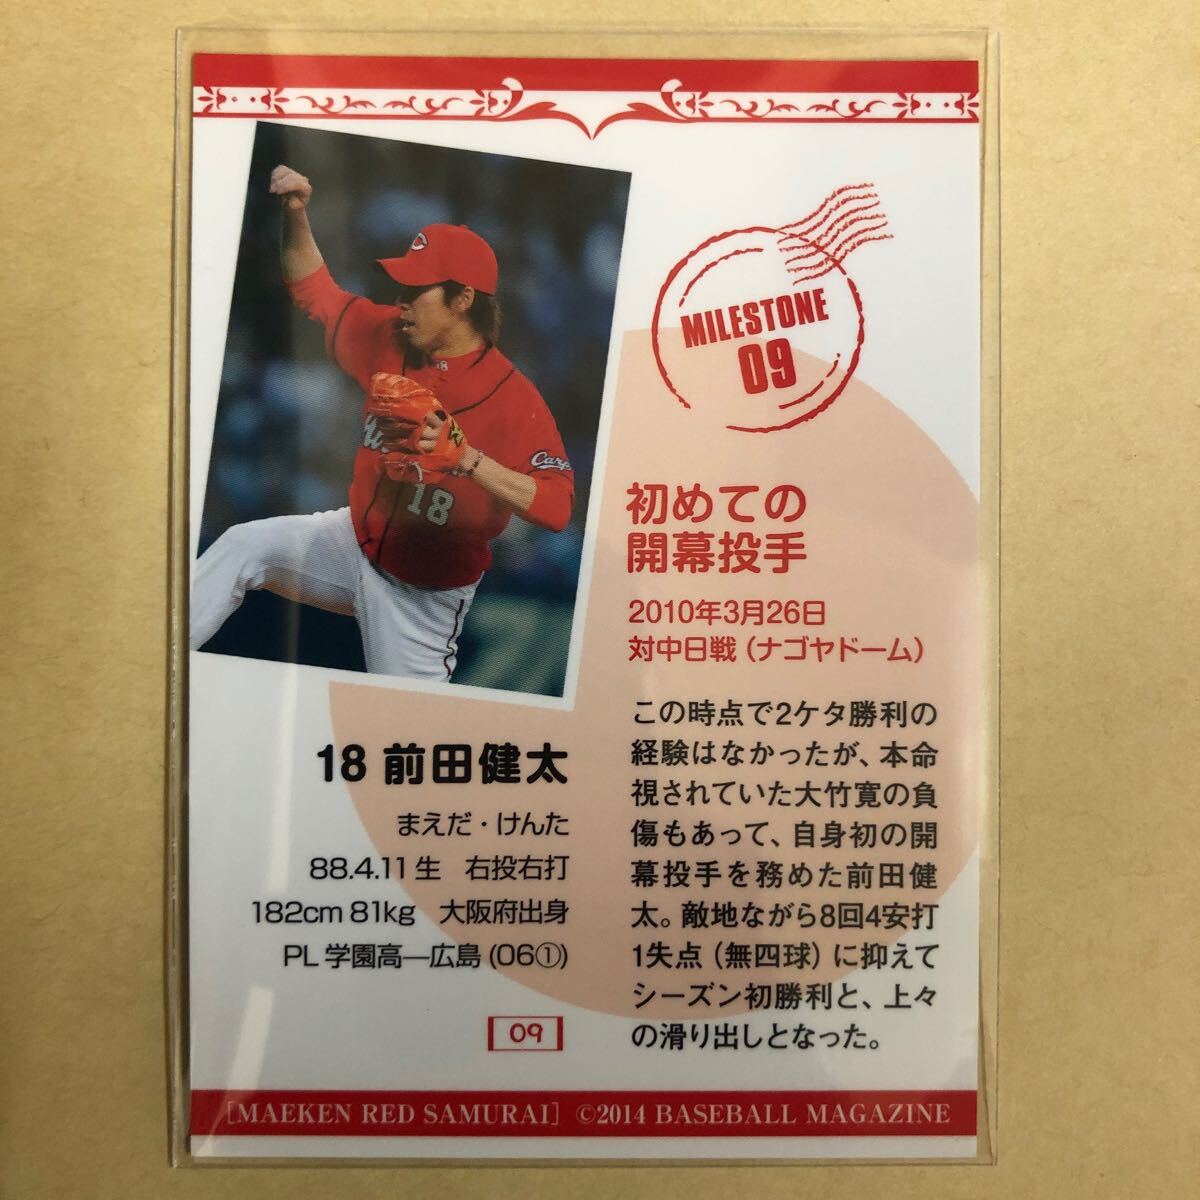 MILESTONE
09
初めての
開幕投手
2010年3月26日
対中日戦（ナゴヤドーム）
この時点で2ケタ勝利の
経験はなかったが、本命
視されていた大竹寛の負
傷もあって、自身初の開
幕投手を務めた前田健
太。敵地ながら8回4安打
1失点（無四球）に抑えて
シーズン初勝利と、上々
の滑り出しとなった。
C
18
18
Carp
18 前田健太
まえだ・けんた
88.4.11生 右投右打
182cm 81kg 大阪府出身
PL学園高―広島(06①)
09
［MAEKEN RED SAMURAI］ ©2014 BASEBALL MAGAZINE